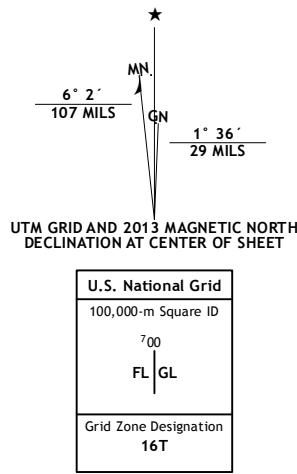 ★
MN.
GN
6° 2´
107 MILS
1° 36´
29 MILS
UTM GRID AND 2013 MAGNETIC NORTH
DECLINATION AT CENTER OF SHEET
U.S. National Grid
100,000-m Square ID
⁷00
FL GL
Grid Zone Designation
16T